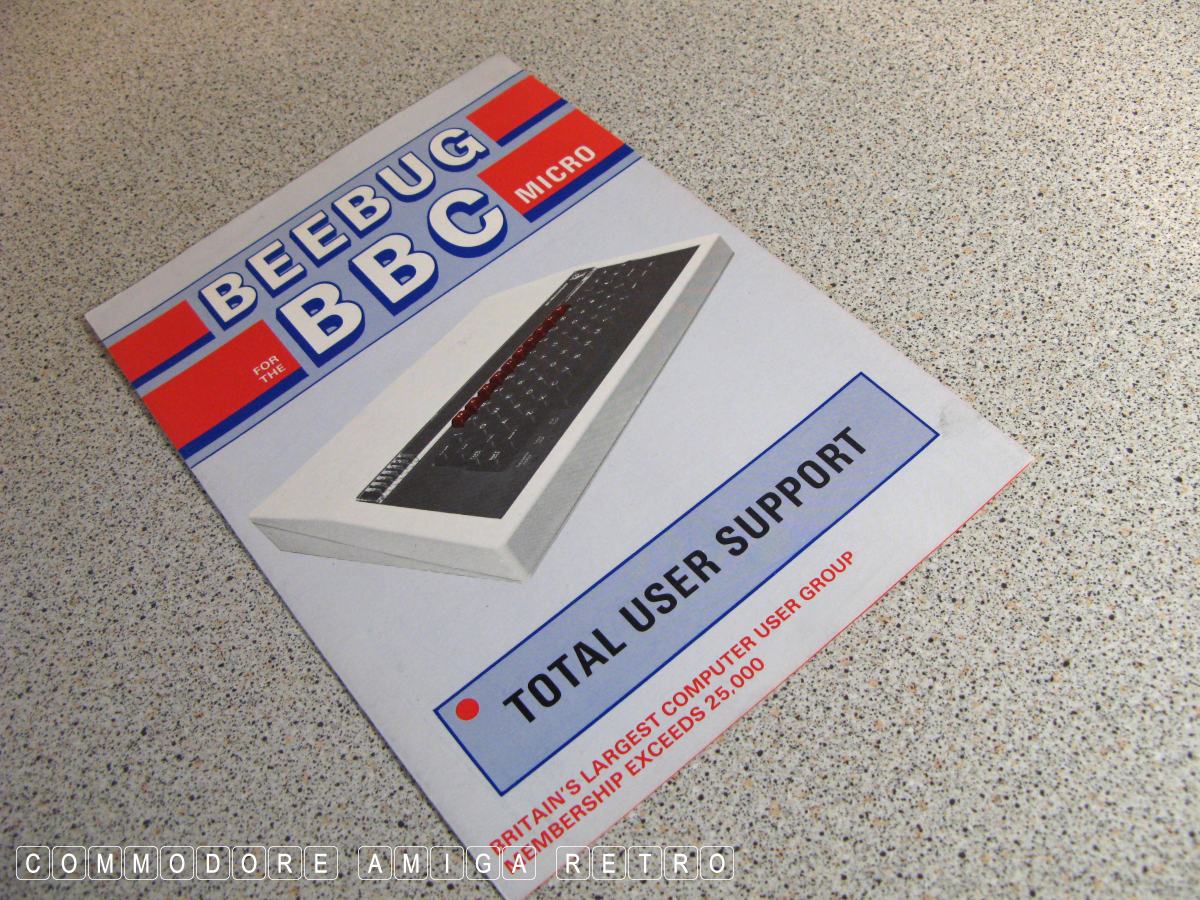 BEEBUG
FOR
THE
BBC
MICRO
TOTAL USER SUPPORT
BRITAIN'S LARGEST COMPUTER USER GROUP
MEMBERSHIP EXCEEDS 25,000
COMMODORE AMIGA RETRO